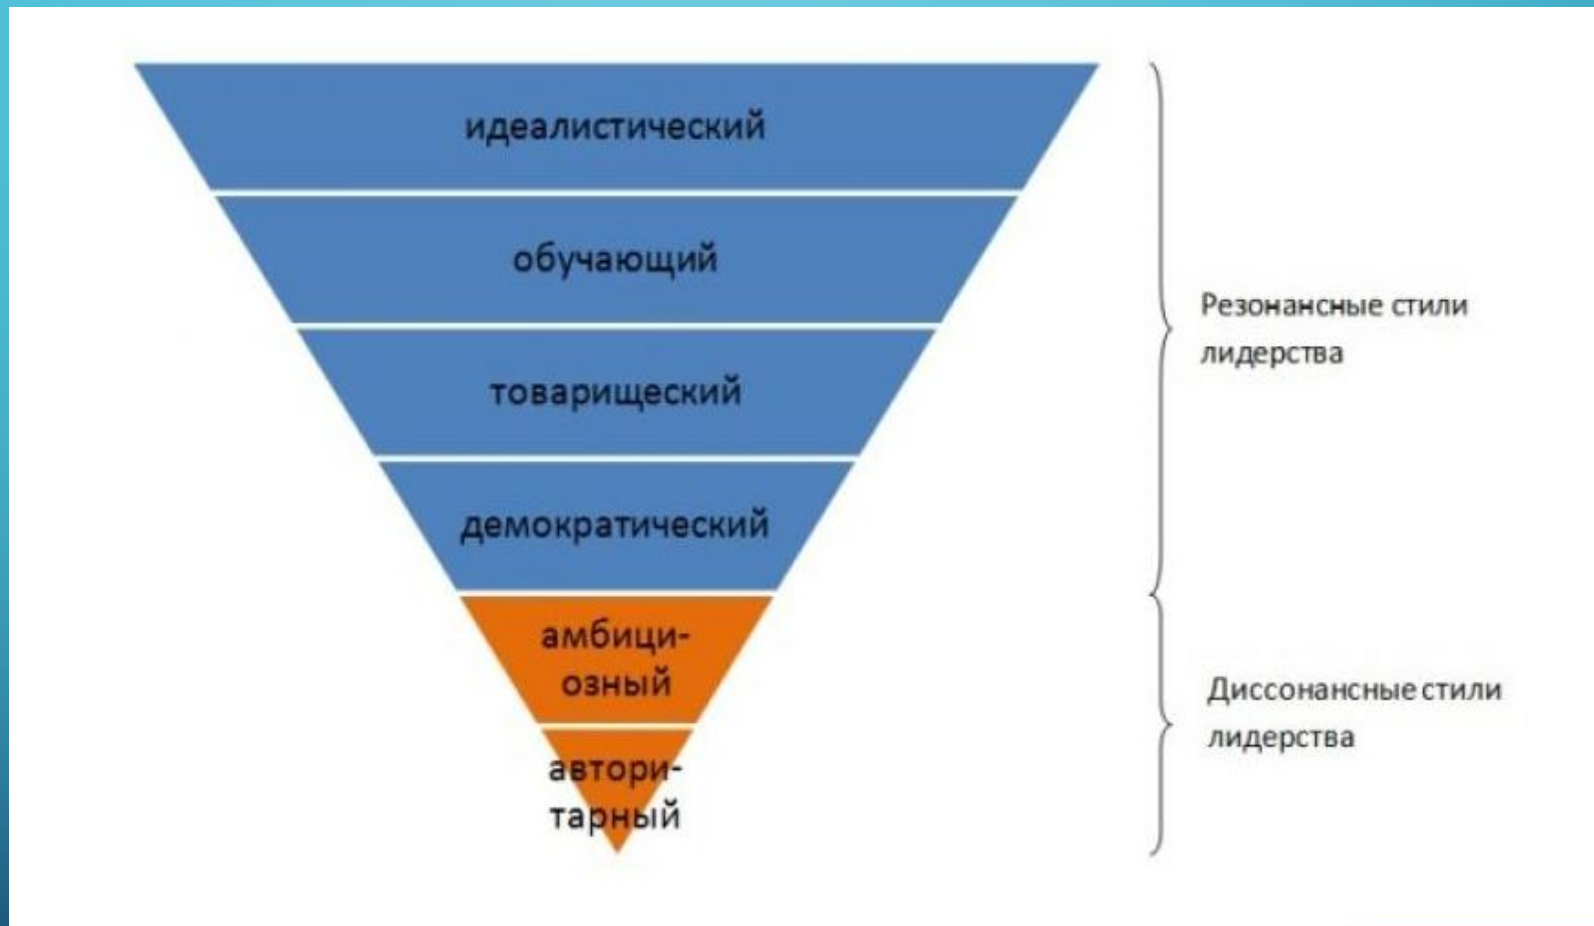 идеалистический
обучающий
товарищеский
демократический
амбици-
озный
автори-
тарный
Резонансные стили
лидерства
Диссонансные стили
лидерства